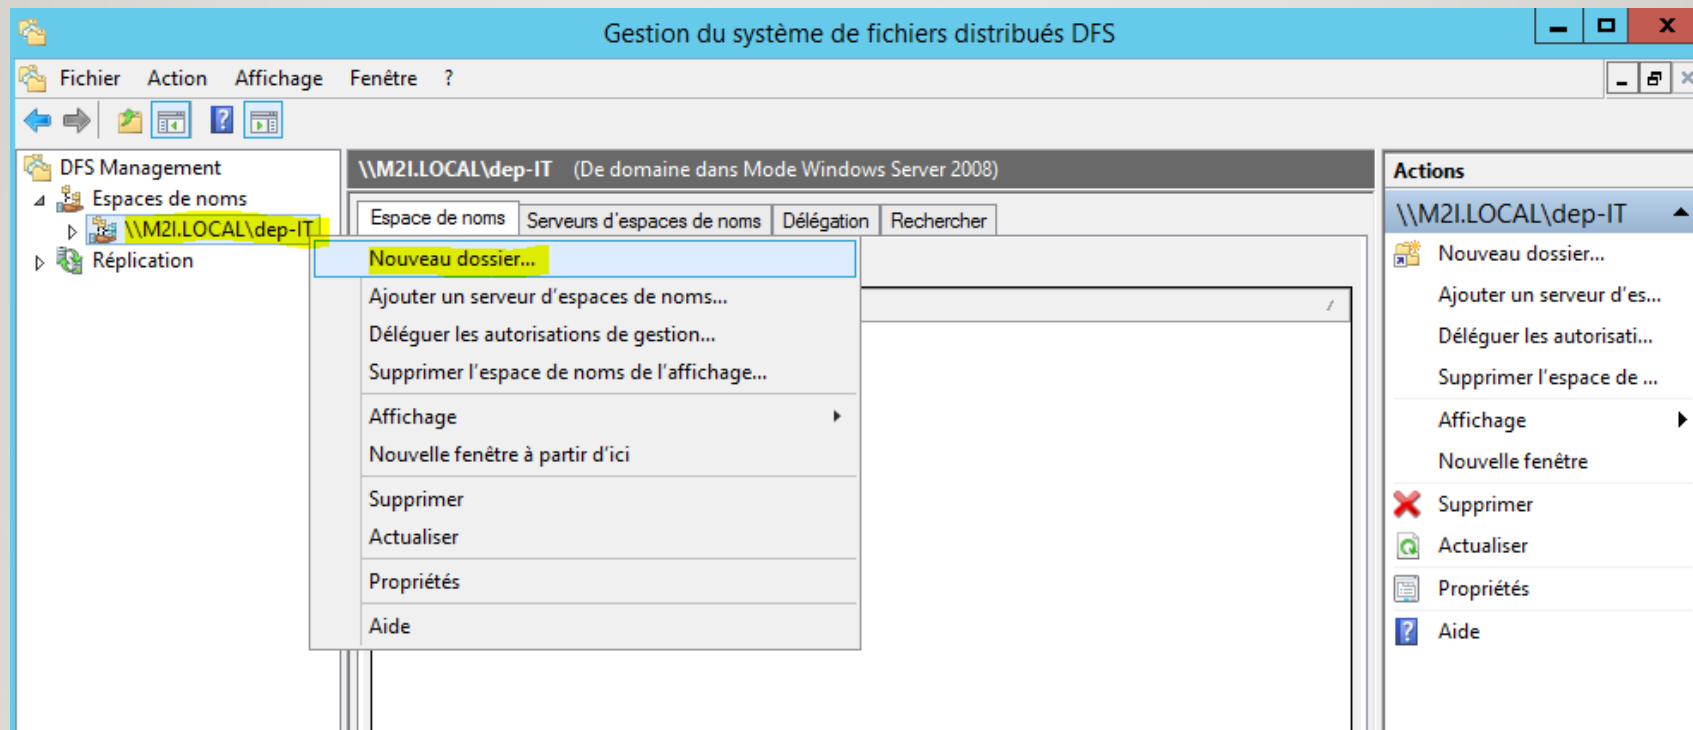 Gestion du système de fichiers distribués DFS
Fichier Action Affichage Fenêtre ?
DFS Management
Espaces de noms
\\M2I.LOCAL\dep-IT
Réplication
\\M2I.LOCAL\dep-IT (De domaine dans Mode Windows Server 2008)
Espace de noms Serveurs d'espaces de noms Délégation Rechercher
Nouveau dossier...
Ajouter un serveur d'espaces de noms...
Déléguer les autorisations de gestion...
Supprimer l'espace de noms de l'affichage...
Affichage
Nouvelle fenêtre à partir d'ici
Supprimer
Actualiser
Propriétés
Aide
Actions
\\M2I.LOCAL\dep-IT
Nouveau dossier...
Ajouter un serveur d'es...
Déléguer les autorisati...
Supprimer l'espace de ...
Affichage
Nouvelle fenêtre
Supprimer
Actualiser
Propriétés
Aide